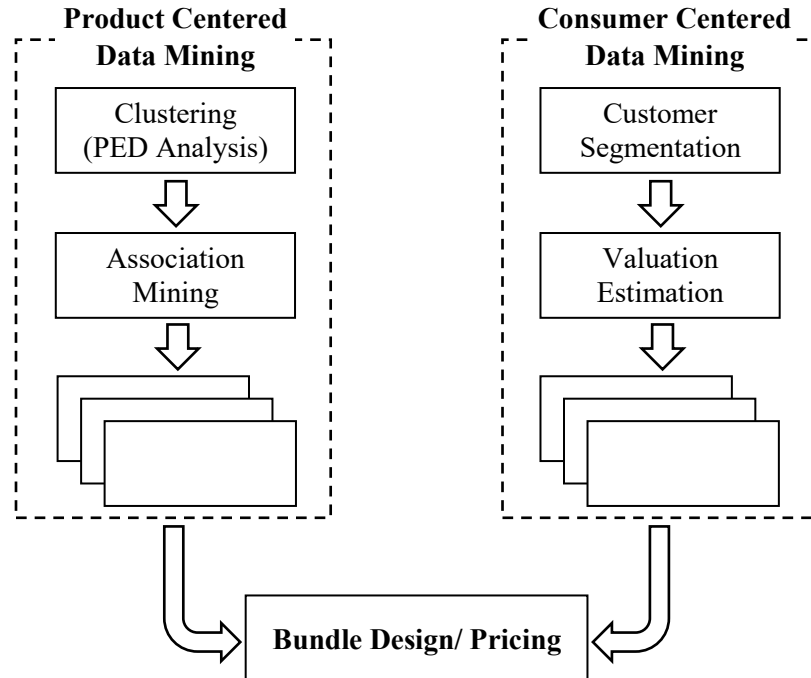 Product Centered
Data Mining
Clustering
(PED Analysis)
Association
Mining
Consumer Centered
Data Mining
Customer
Segmentation
Valuation
Estimation
Bundle Design/ Pricing